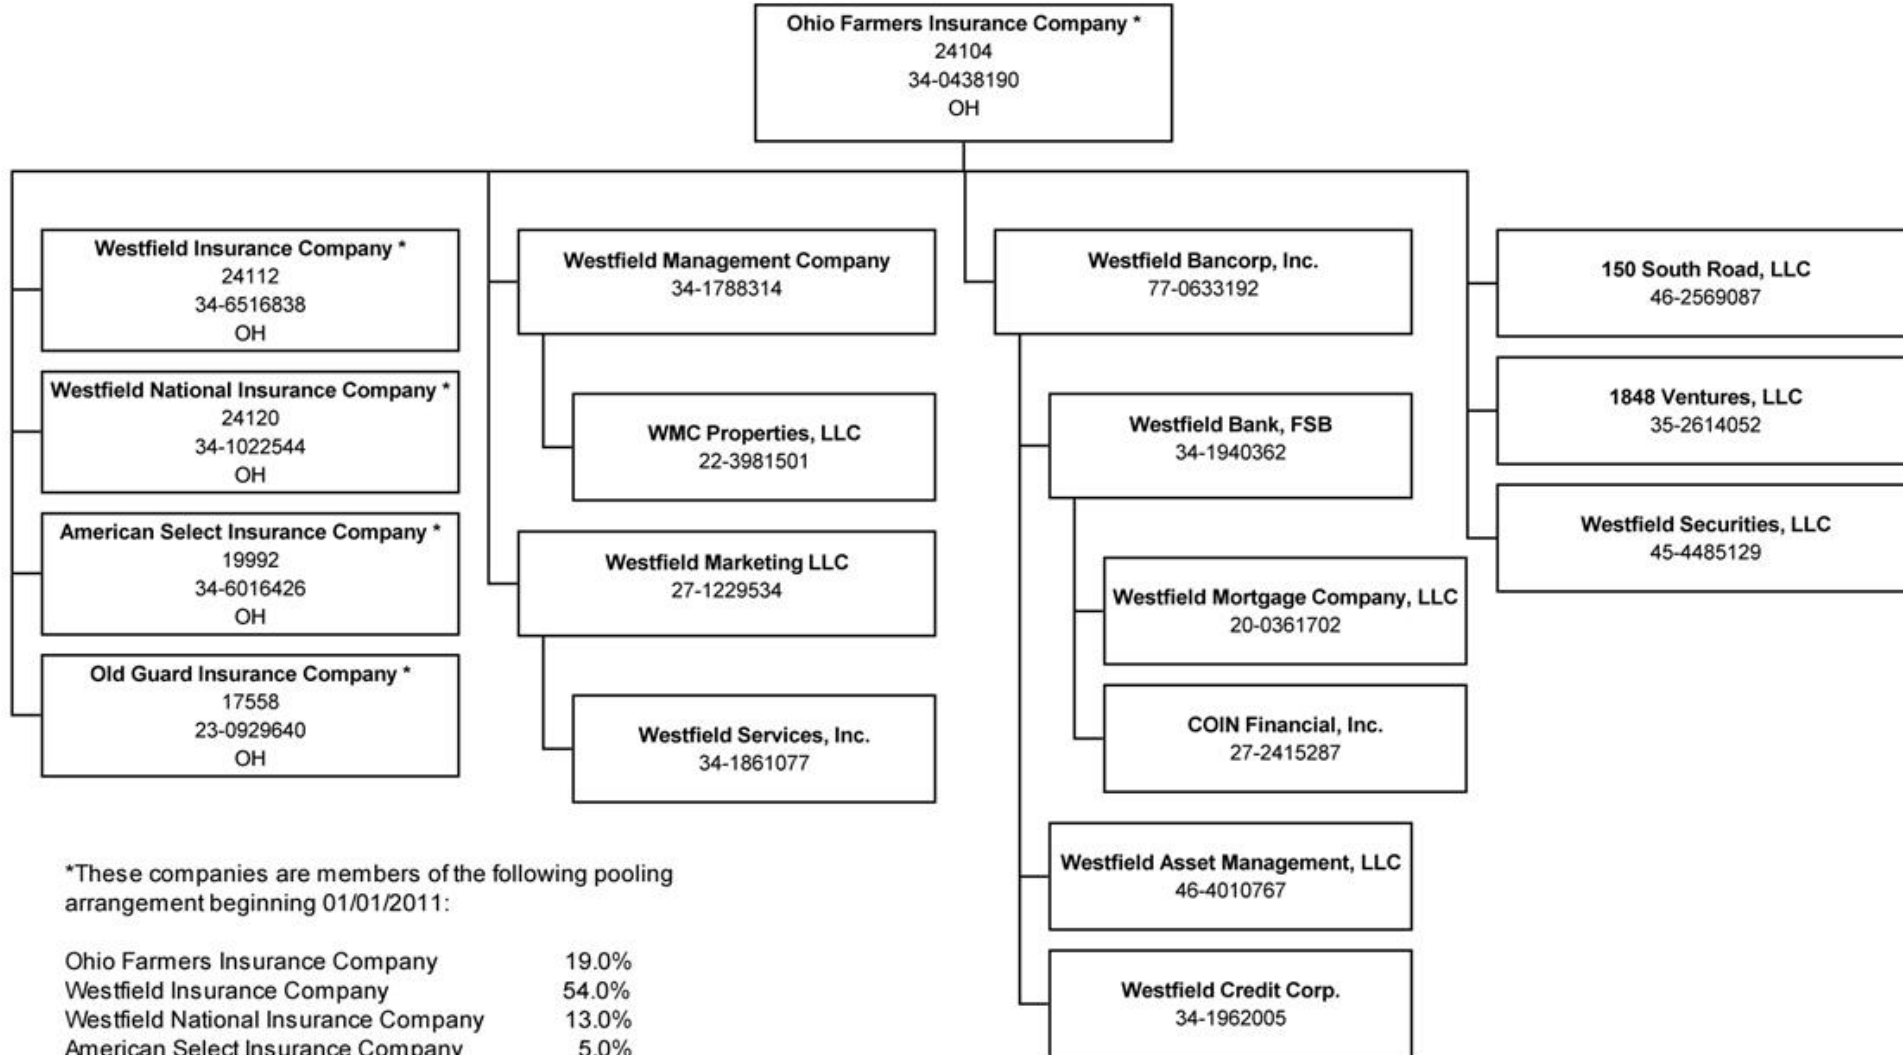 Ohio Farmers Insurance Company *
24104
34-0438190
OH
Westfield Insurance Company *
24112
34-6516838
OH
Westfield National Insurance Company *
24120
34-1022544
OH
American Select Insurance Company *
19992
34-6016426
OH
Old Guard Insurance Company *
17558
23-0929640
OH
Westfield Management Company
34-1788314
WMC Properties, LLC
22-3981501
Westfield Marketing LLC
27-1229534
Westfield Services, Inc.
34-1861077
Westfield Bancorp, Inc.
77-0633192
Westfield Bank, FSB
34-1940362
Westfield Mortgage Company, LLC
20-0361702
COIN Financial, Inc.
27-2415287
Westfield Asset Management, LLC
46-4010767
Westfield Credit Corp.
34-1962005
150 South Road, LLC
46-2569087
1848 Ventures, LLC
35-2614052
Westfield Securities, LLC
45-4485129
*These companies are members of the following pooling
arrangement beginning 01/01/2011:
Ohio Farmers Insurance Company 19.0%
Westfield Insurance Company 54.0%
Westfield National Insurance Company 13.0%
American Select Insurance Company 5.0%